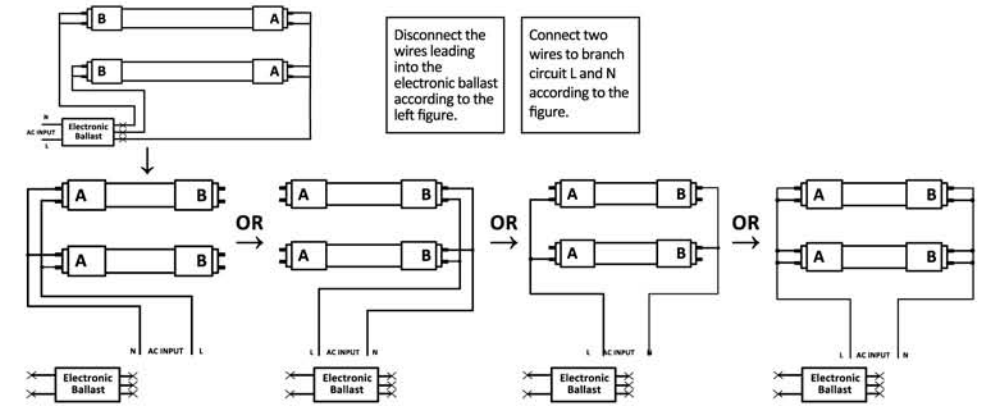 B A
B A
N
AC INPUT
L
Electronic
Ballast
Disconnect the
wires leading
into the
electronic ballast
according to the
left figure.
Connect two
wires to branch
circuit L and N
according to the
figure.
A B
A B
N AC INPUT L
Electronic
Ballast
OR
A B
A B
L AC INPUT N
Electronic
Ballast
OR
A B
A B
L AC INPUT N
Electronic
Ballast
OR
A B
A B
L AC INPUT N
Electronic
Ballast